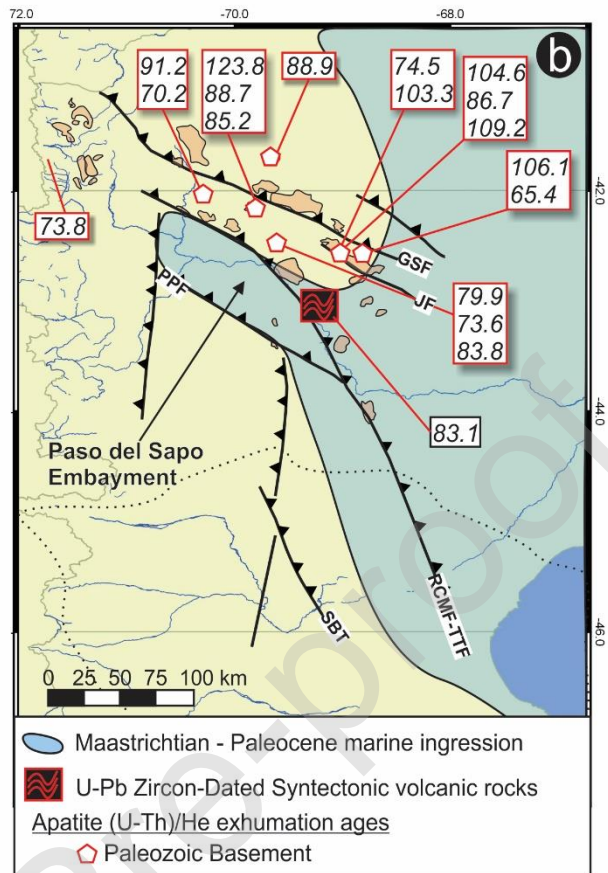 72.0
-70.0
-68.0
b
91.2
70.2
123.8
88.7
85.2
88.9
74.5
103.3
104.6
86.7
109.2
106.1
65.4
-42.0
73.8
GSF
JF
PPF
79.9
73.6
83.8
83.1
-44.0
Paso del Sapo
Embayment
RCMF-TTF
SBT
-46.0
0 25 50 75 100 km
Maastrichtian - Paleocene marine ingression
U-Pb Zircon-Dated Syntectonic volcanic rocks
Apatite (U-Th)/He exhumation ages
Paleozoic Basement
re-proof